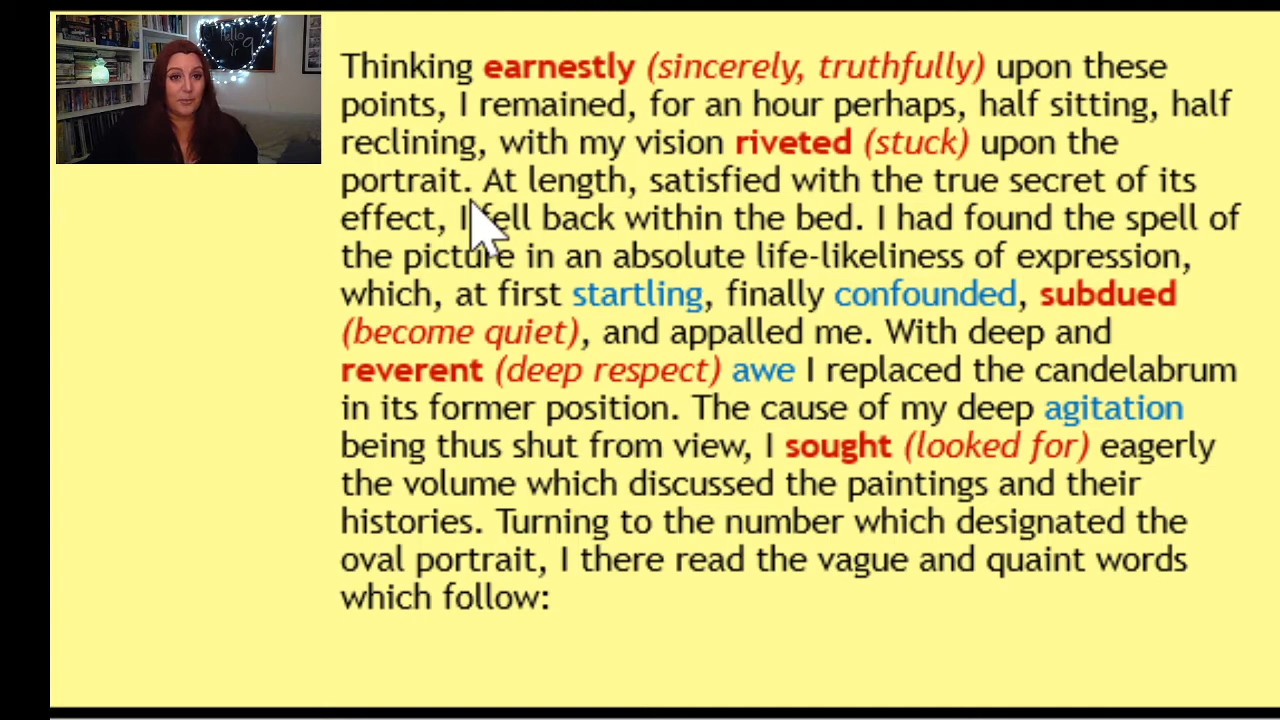 Hello
Yr 9
Thinking earnestly (sincerely, truthfully) upon these
points, I remained, for an hour perhaps, half sitting, half
reclining, with my vision riveted (stuck) upon the
portrait. At length, satisfied with the true secret of its
effect, I fell back within the bed. I had found the spell of
the picture in an absolute life-likeliness of expression,
which, at first startling, finally confounded, subdued
(become quiet), and appalled me. With deep and
reverent (deep respect) awe I replaced the candelabrum
in its former position. The cause of my deep agitation
being thus shut from view, I sought (looked for) eagerly
the volume which discussed the paintings and their
histories. Turning to the number which designated the
oval portrait, I there read the vague and quaint words
which follow: